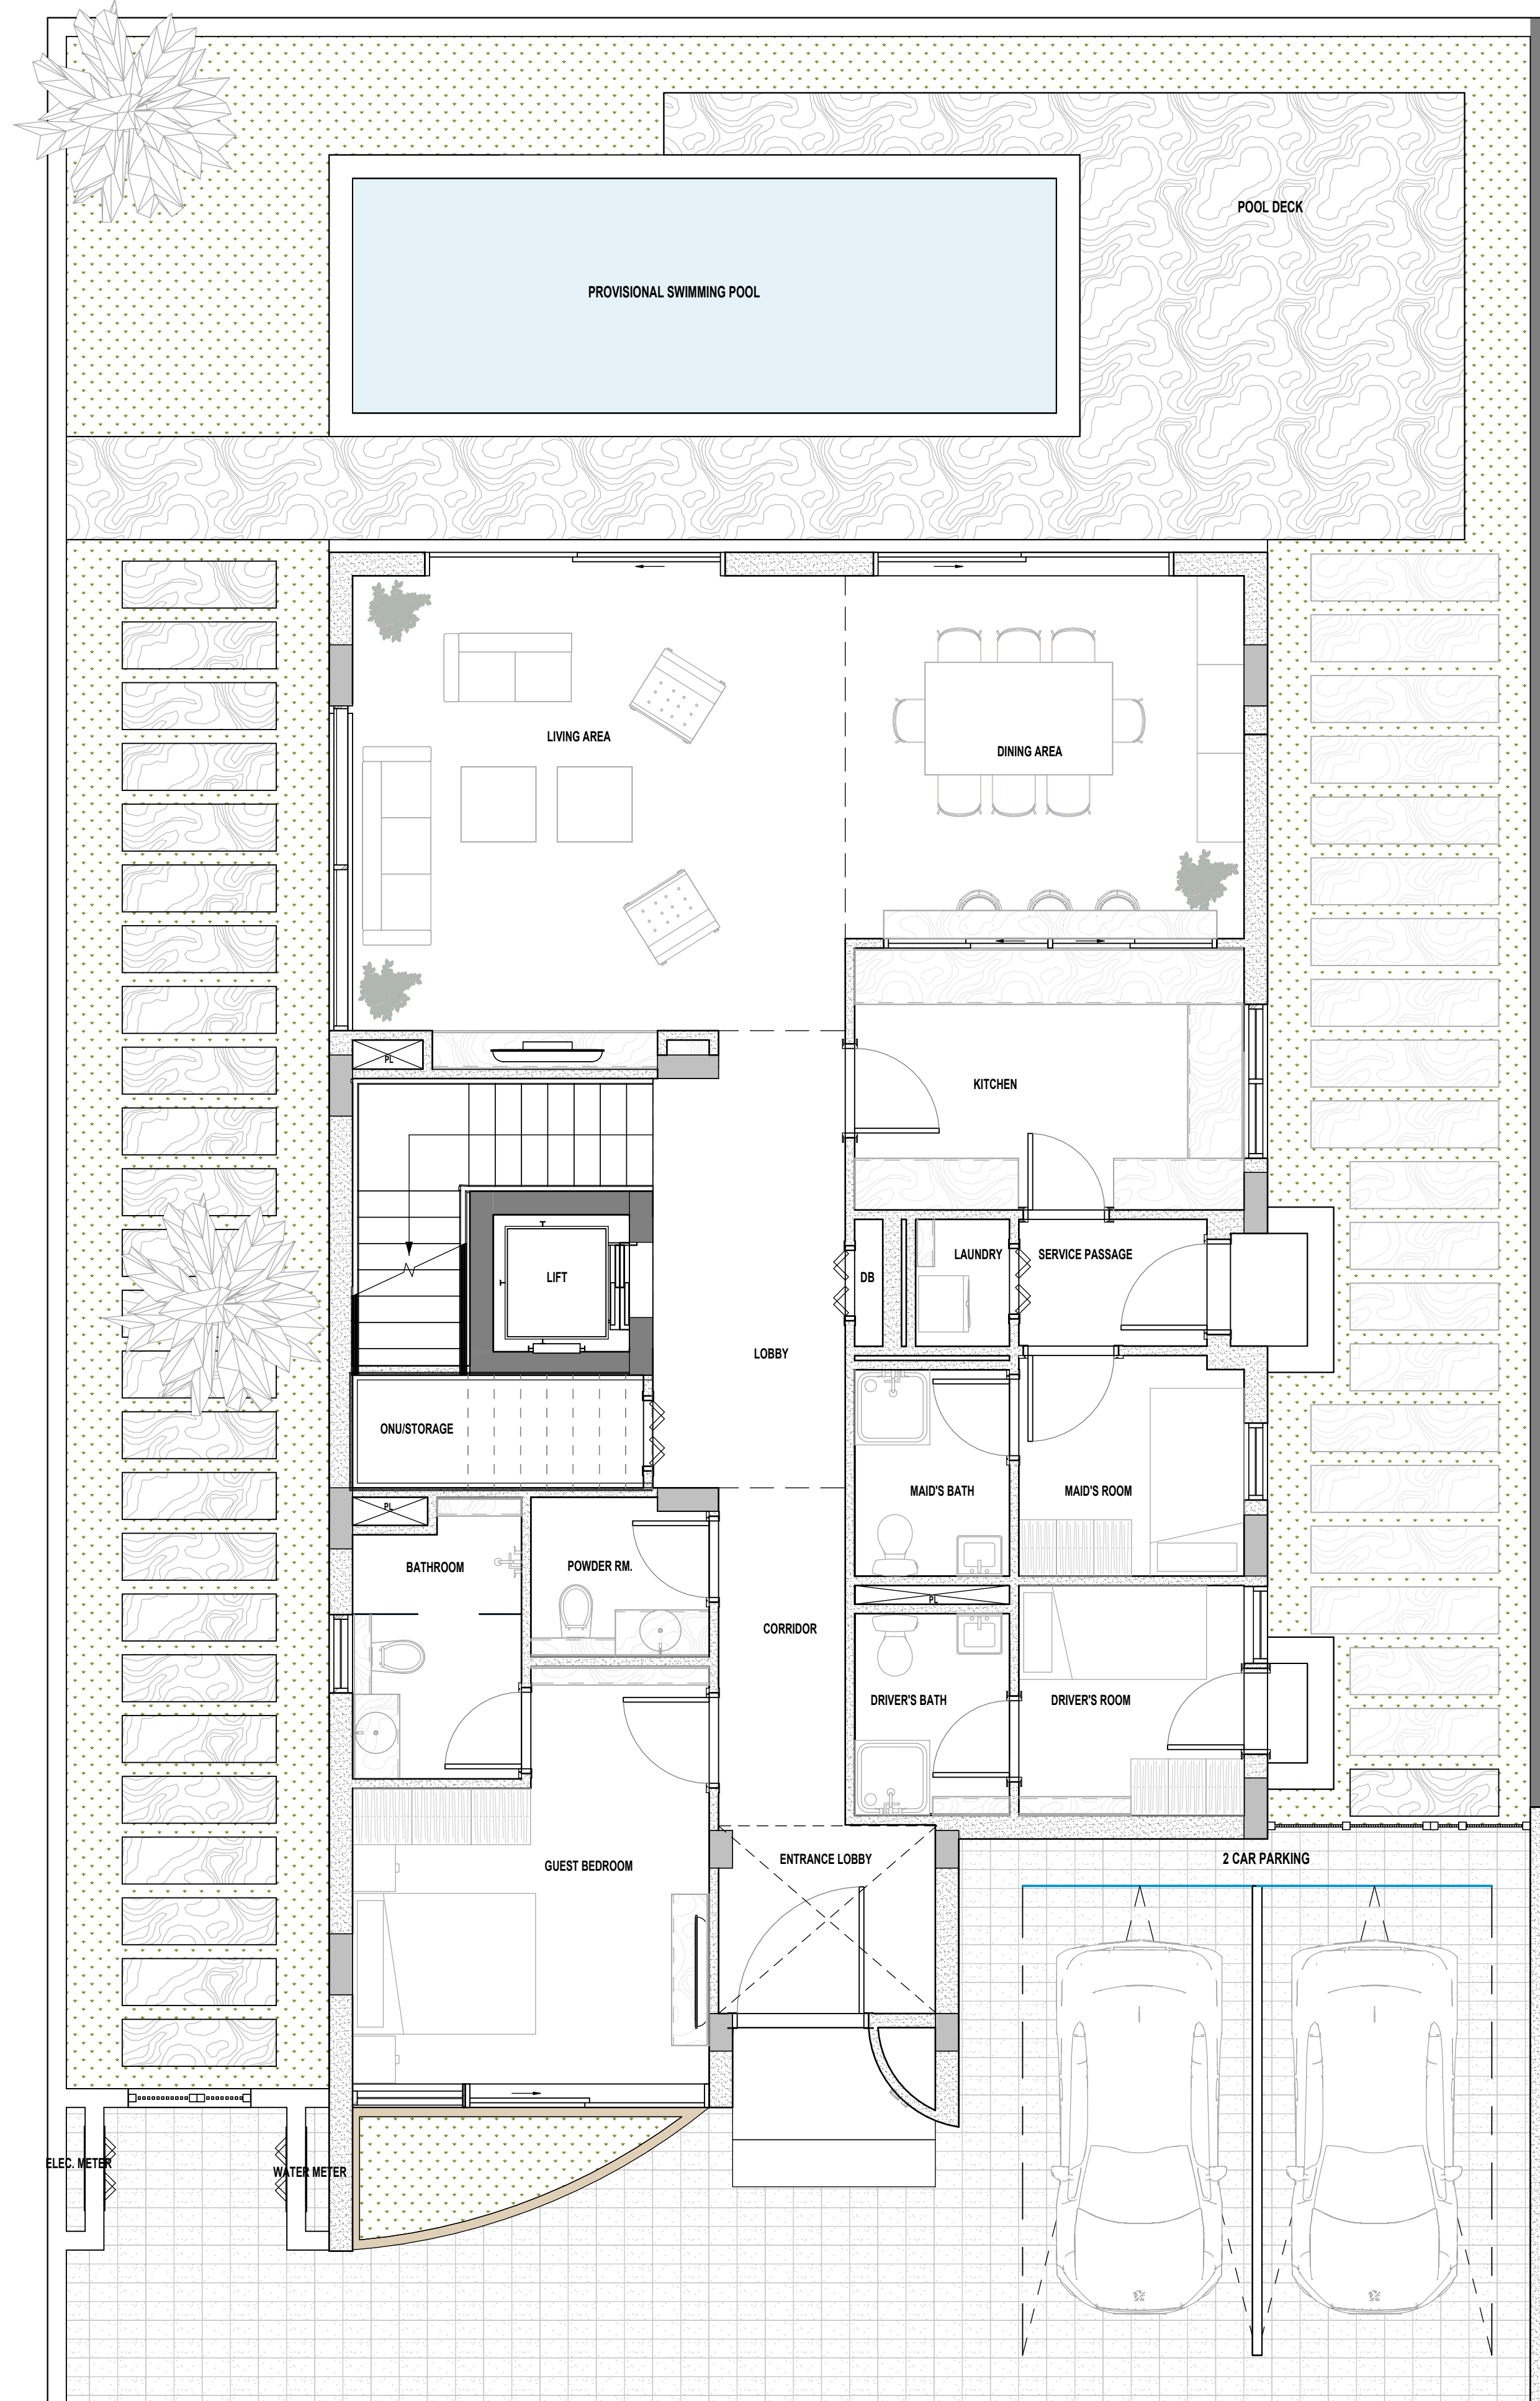 POOL DECK
PROVISIONAL SWIMMING POOL
LIVING AREA
DINING AREA
PL
KITCHEN
LAUNDRY
SERVICE PASSAGE
LIFT
DB
LOBBY
ONU/STORAGE
MAID'S BATH
MAID'S ROOM
PL
BATHROOM
POWDER RM.
PL
CORRIDOR
DRIVER'S BATH
DRIVER'S ROOM
2 CAR PARKING
ENTRANCE LOBBY
GUEST BEDROOM
ELEC. METER
WATER METER